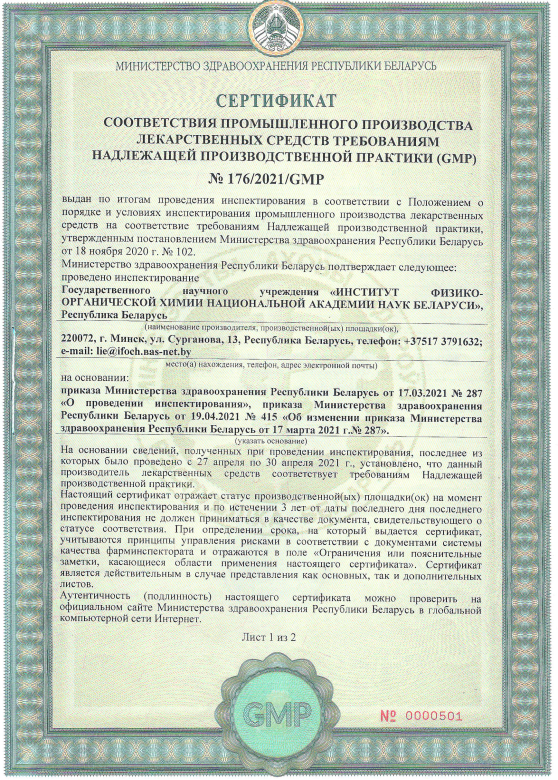 МИНИСТЕРСТВО ЗДРАВООХРАНЕНИЯ РЕСПУБЛИКИ БЕЛАРУСЬ
СЕРТИФИКАТ
СООТВЕТСТВИЯ ПРОМЫШЛЕННОГО ПРОИЗВОДСТВА
ЛЕКАРСТВЕННЫХ СРЕДСТВ ТРЕБОВАНИЯМ
НАДЛЕЖАЩЕЙ ПРОИЗВОДСТВЕННОЙ ПРАКТИКИ (GMP)
№ 176/2021/GMP
выдан по итогам проведения инспектирования в соответствии с Положением о
порядке и условиях инспектирования промышленного производства лекарственных
средств на соответствие требованиям Надлежащей производственной практики,
утвержденным постановлением Министерства здравоохранения Республики Беларусь
от 18 ноября 2020 г. № 102.
Министерство здравоохранения Республики Беларусь подтверждает следующее:
проведено инспектирование
Государственного научного учреждения «ИНСТИТУТ ФИЗИКО-
ОРГАНИЧЕСКОЙ ХИМИИ НАЦИОНАЛЬНОЙ АКАДЕМИИ НАУК БЕЛАРУСИ»,
Республика Беларусь
(наименование производителя, производственной(ых) площадки(ок),
220072, г. Минск, ул. Сурганова, 13, Республика Беларусь, телефон: +37517 3791632;
e-mail: lie@ifoch.bas-net.by
место(а) нахождения, телефон, адрес электронной почты)
на основании:
приказа Министерства здравоохранения Республики Беларусь от 17.03.2021 № 287
«О проведении инспектирования», приказа Министерства здравоохранения
Республики Беларусь от 19.04.2021 № 415 «Об изменении приказа Министерства
здравоохранения Республики Беларусь от 17 марта 2021 г.№ 287».
(указать основание)
На основании сведений, полученных при проведении инспектирования, последнее из
которых было проведено с 27 апреля по 30 апреля 2021 г., установлено, что данный
производитель лекарственных средств соответствует требованиям Надлежащей
производственной практики.
Настоящий сертификат отражает статус производственной(ых) площадки(ок) на момент
проведения инспектирования и по истечении 3 лет от даты последнего дня последнего
инспектирования не должен приниматься в качестве документа, свидетельствующего о
статусе соответствия. При определении срока, на который выдается сертификат,
учитываются принципы управления рисками в соответствии с документами системы
качества фарминспектората и отражаются в поле «Ограничения или пояснительные
заметки, касающиеся области применения настоящего сертификата». Сертификат
является действительным в случае представления как основных, так и дополнительных
листов.
Аутентичность (подлинность) настоящего сертификата можно проверить на
официальном сайте Министерства здравоохранения Республики Беларусь в глобальной
компьютерной сети Интернет.
Лист 1 из 2
GMP
№ 0000501